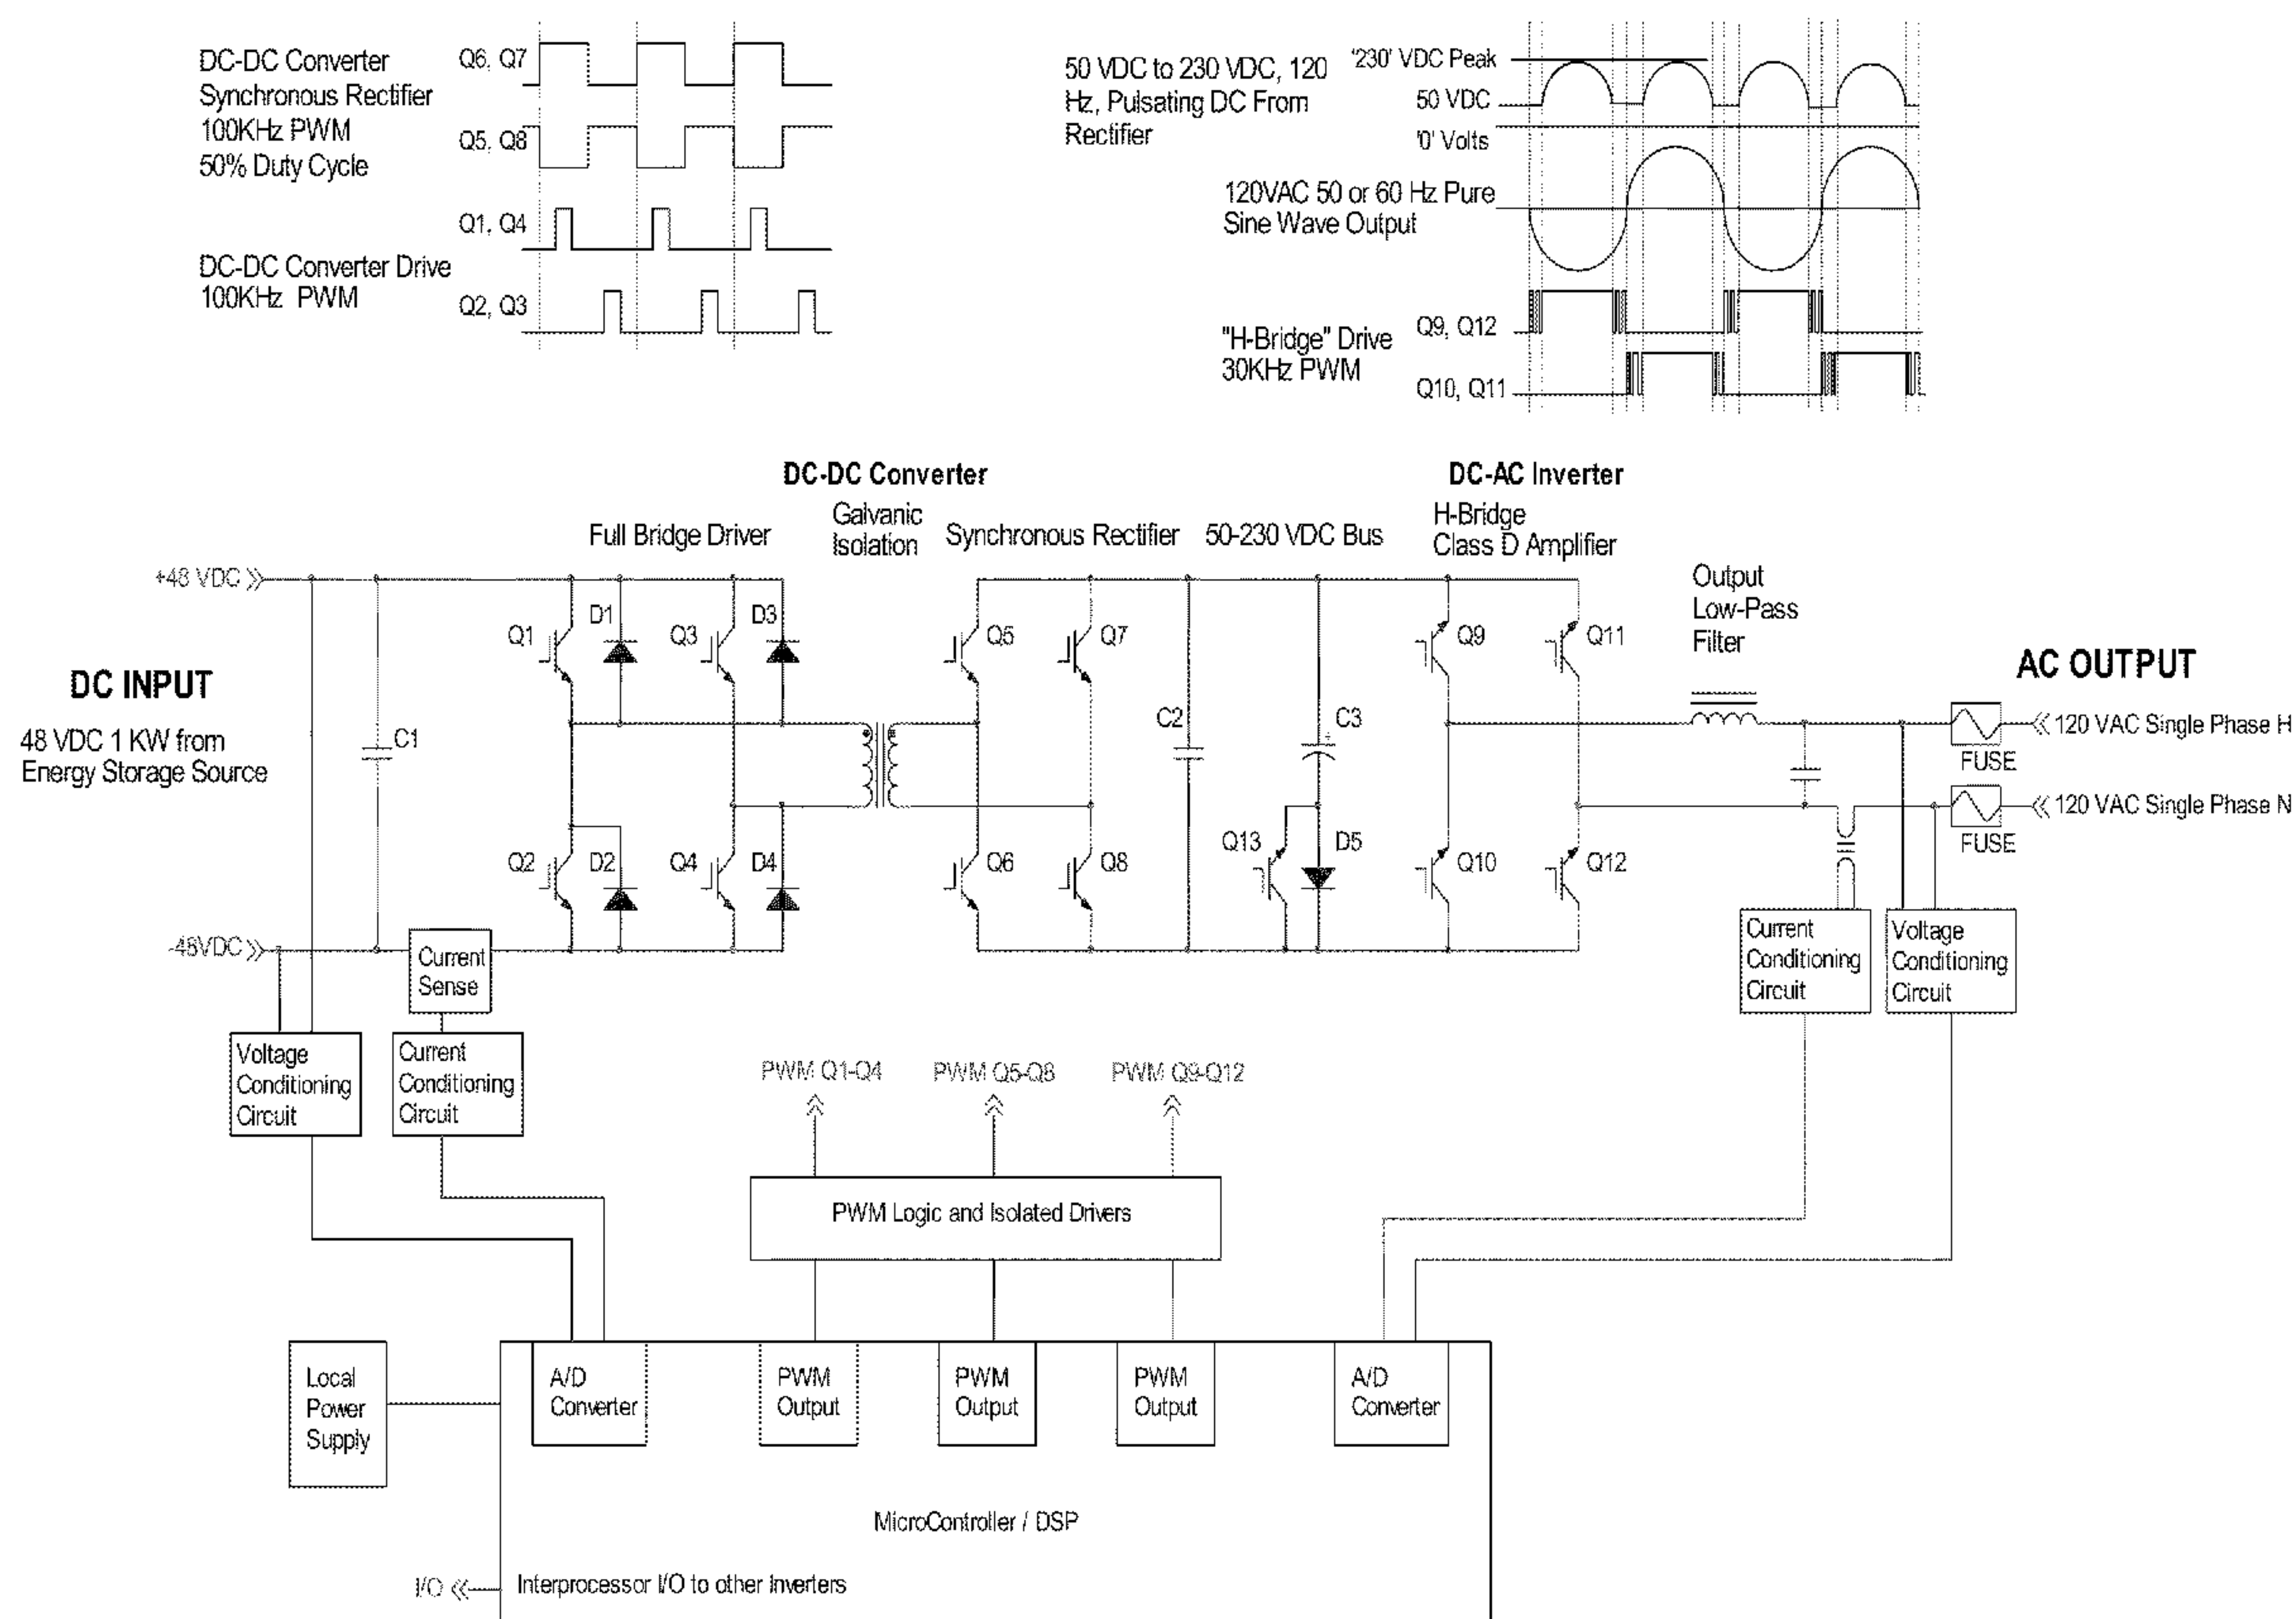 DC-DC Converter
Synchronous Rectifier
100KHz PWM
50% Duty Cycle
Q6, Q7
Q5, Q8
DC-DC Converter Drive
100KHz PWM
Q1, Q4
Q2, Q3
50 VDC to 230 VDC, 120
Hz, Pulsating DC From
Rectifier
'230' VDC Peak
50 VDC
'0' Volts
120VAC 50 or 60 Hz Pure
Sine Wave Output
"H-Bridge" Drive
30KHz PWM
Q9, Q12
Q10, Q11
DC-DC Converter
DC-AC Inverter
Full Bridge Driver
Galvanic
Isolation
Synchronous Rectifier
50-230 VDC Bus
H-Bridge
Class D Amplifier
Output
Low-Pass
Filter
+48 VDC
DC INPUT
48 VDC 1 KW from
Energy Storage Source
-48VDC
C1
Q1
D1
Q3
D3
Q2
D2
Q4
D4
Q5
Q7
Q6
Q8
C2
C3
+
Q13
D5
Q9
Q11
Q10
Q12
AC OUTPUT
120 VAC Single Phase H
FUSE
120 VAC Single Phase N
FUSE
Current
Sense
Voltage
Conditioning
Circuit
Current
Conditioning
Circuit
Current
Conditioning
Circuit
Voltage
Conditioning
Circuit
PWM Q1-Q4
PWM Q5-Q8
PWM Q9-Q12
PWM Logic and Isolated Drivers
Local
Power
Supply
A/D
Converter
PWM
Output
PWM
Output
PWM
Output
A/D
Converter
MicroController / DSP
I/O
Interprocessor I/O to other Inverters